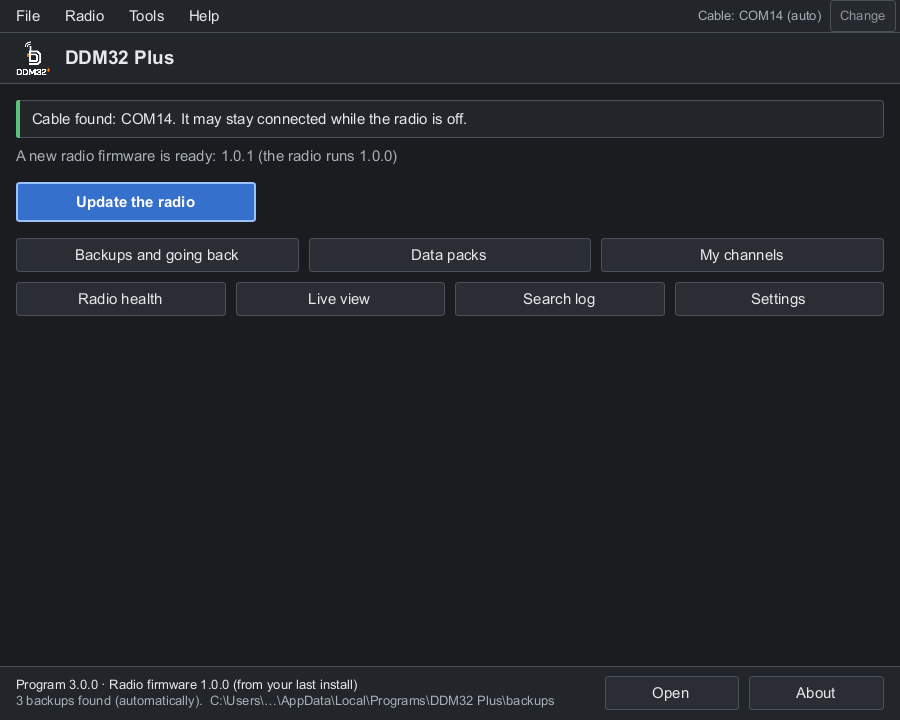 File Radio Tools Help Cable: COM14 (auto) Change
DDM32+ DDM32 Plus
Cable found: COM14. It may stay connected while the radio is off.
A new radio firmware is ready: 1.0.1 (the radio runs 1.0.0)
Update the radio
Backups and going back Data packs My channels
Radio health Live view Search log Settings
Program 3.0.0 · Radio firmware 1.0.0 (from your last install)
3 backups found (automatically). C:\Users\…\AppData\Local\Programs\DDM32 Plus\backups
Open About